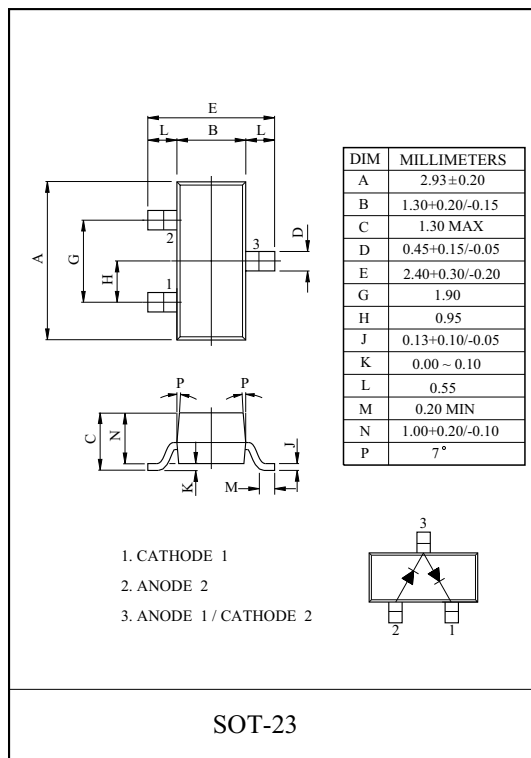 E
L B L
A
G
H
D
2
3
1
DIM MILLIMETERS
A 2.93±0.20
B 1.30+0.20/-0.15
C 1.30 MAX
D 0.45+0.15/-0.05
E 2.40+0.30/-0.20
G 1.90
H 0.95
J 0.13+0.10/-0.05
K 0.00 ~ 0.10
L 0.55
M 0.20 MIN
N 1.00+0.20/-0.10
P 7°
P P
C
N
J
K
M
1. CATHODE 1
2. ANODE 2
3. ANODE 1 / CATHODE 2
3
2 1
SOT-23